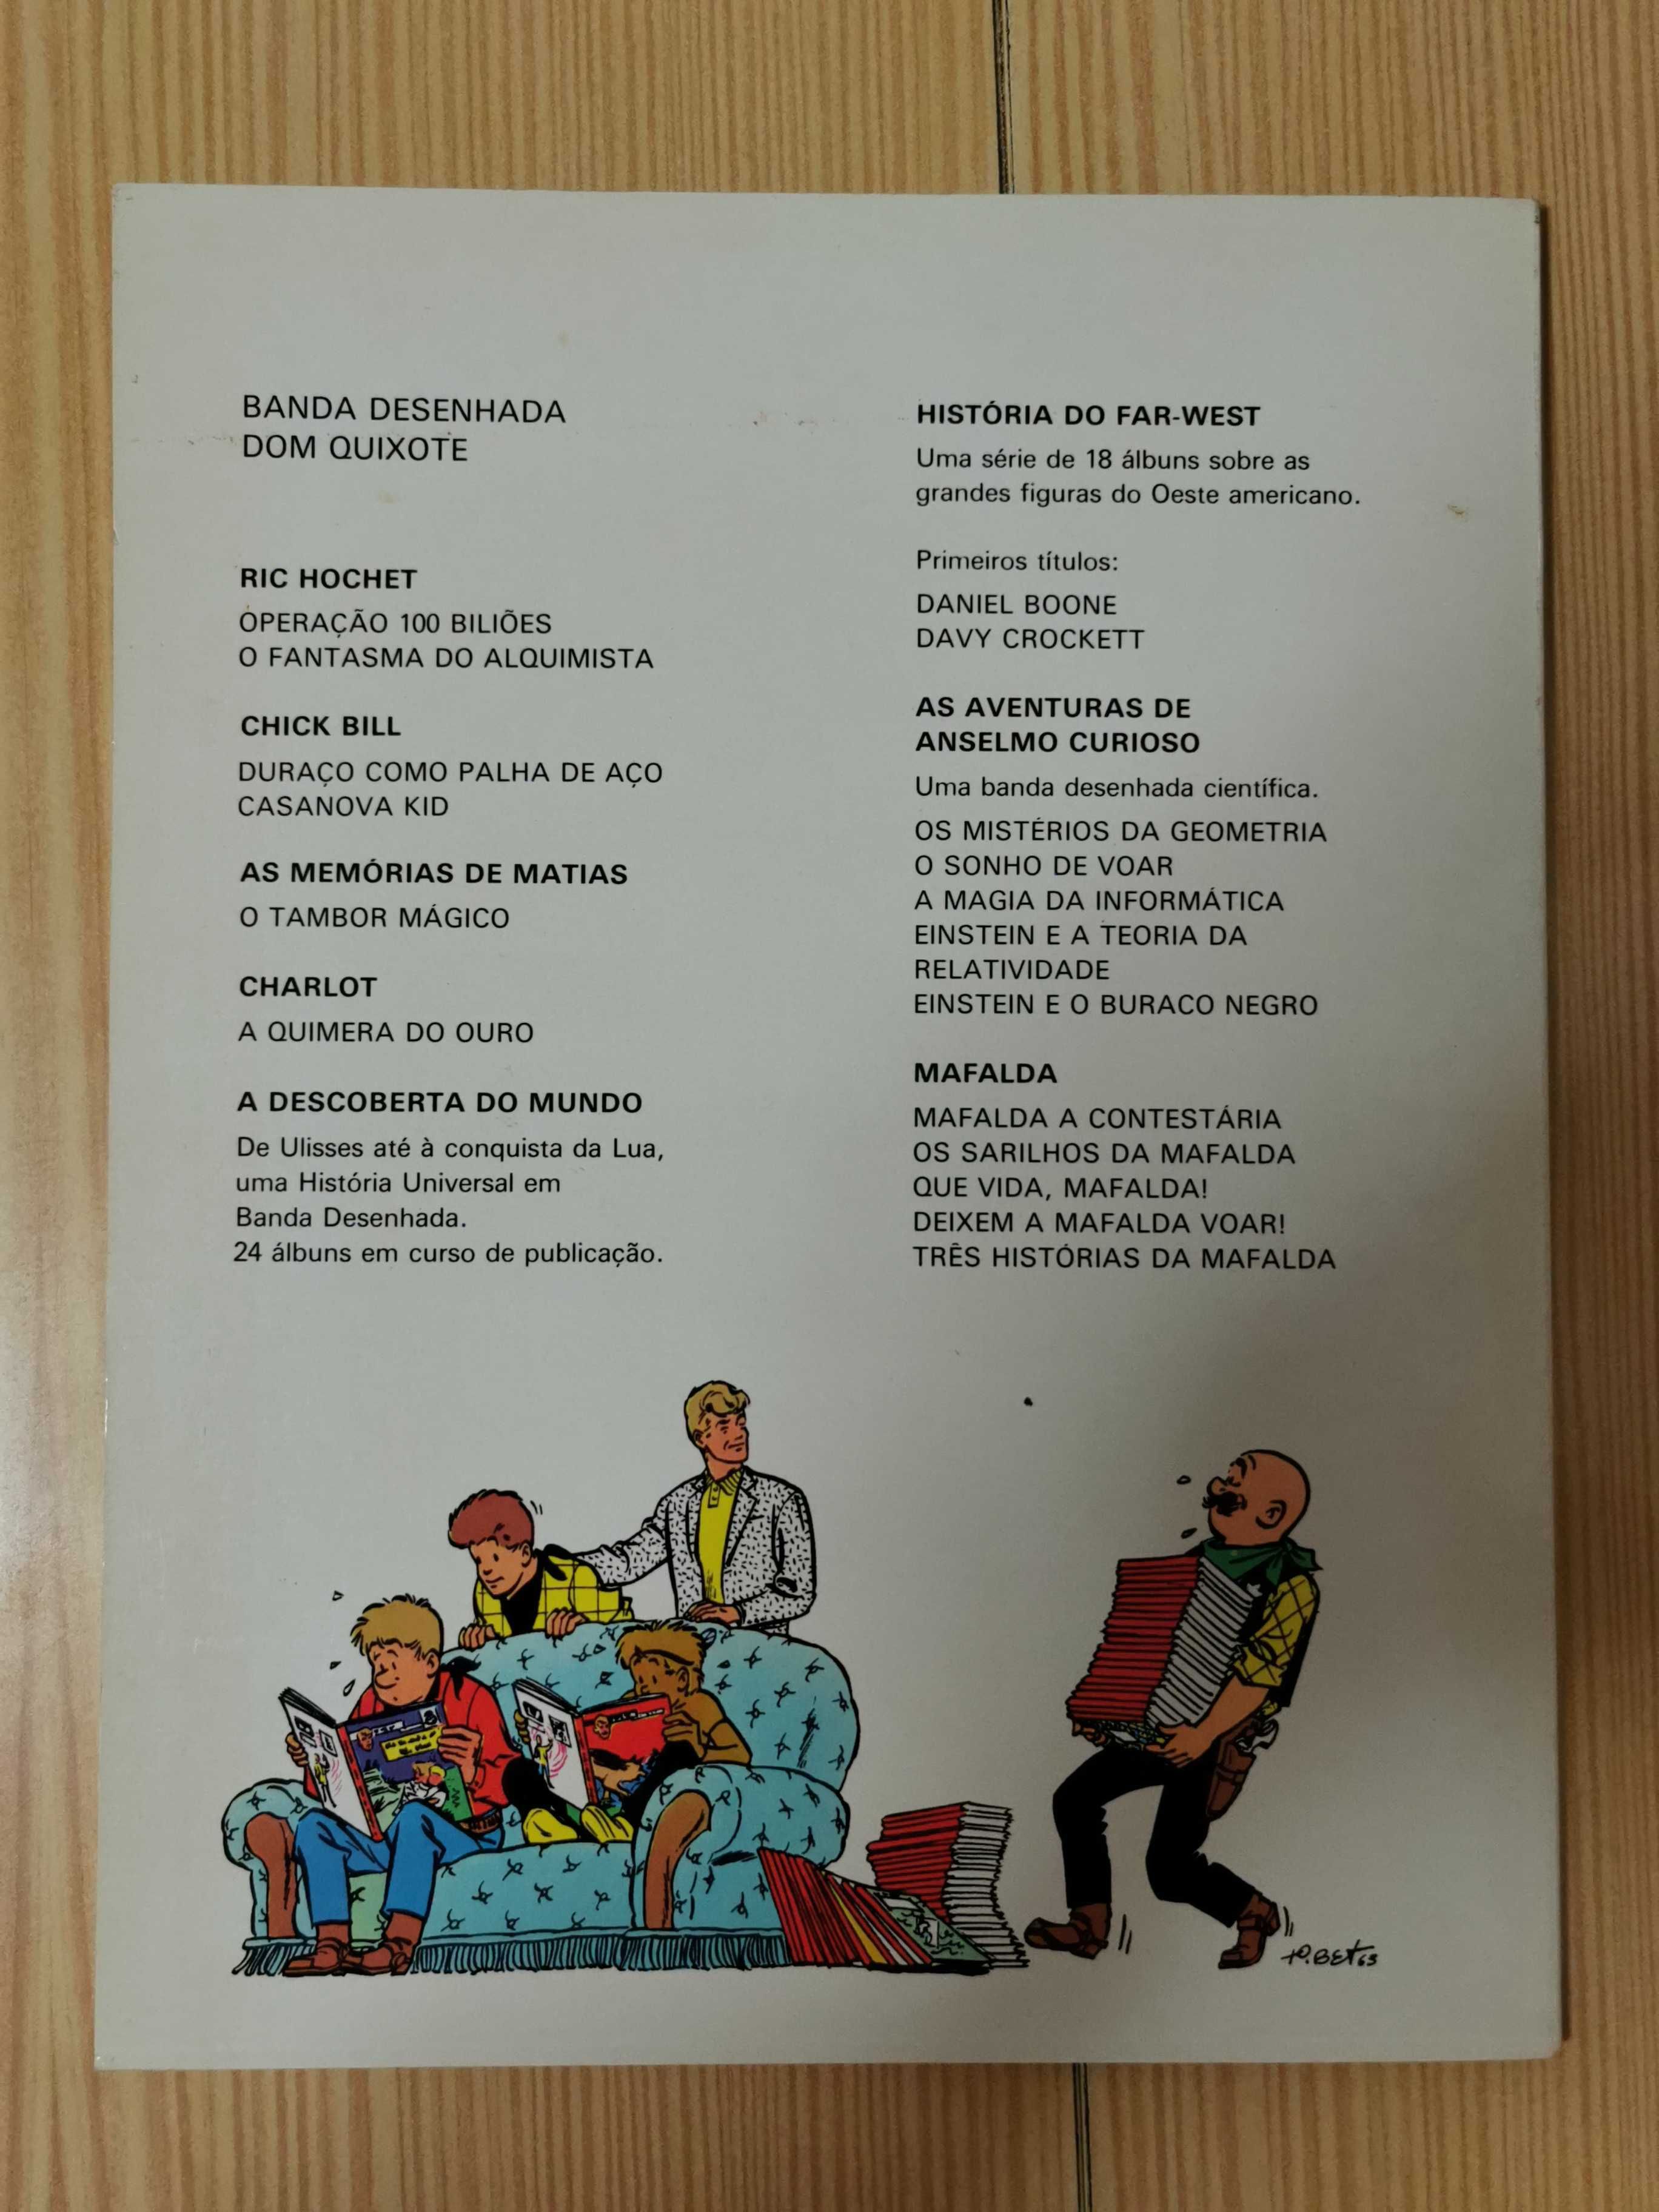 BANDA DESENHADA
DOM QUIXOTE
RIC HOCHET
OPERAÇÃO 100 BILIÕES
O FANTASMA DO ALQUIMISTA
CHICK BILL
DURAÇO COMO PALHA DE AÇO
CASANOVA KID
AS MEMÓRIAS DE MATIAS
O TAMBOR MÁGICO
CHARLOT
A QUIMERA DO OURO
A DESCOBERTA DO MUNDO
De Ulisses até à conquista da Lua,
uma História Universal em
Banda Desenhada.
24 álbuns em curso de publicação.
HISTÓRIA DO FAR-WEST
Uma série de 18 álbuns sobre as
grandes figuras do Oeste americano.
Primeiros títulos:
DANIEL BOONE
DAVY CROCKETT
AS AVENTURAS DE
ANSELMO CURIOSO
Uma banda desenhada científica.
OS MISTÉRIOS DA GEOMETRIA
O SONHO DE VOAR
A MAGIA DA INFORMÁTICA
EINSTEIN E A TEORIA DA
RELATIVIDADE
EINSTEIN E O BURACO NEGRO
MAFALDA
MAFALDA A CONTESTÁRIA
OS SARILHOS DA MAFALDA
QUE VIDA, MAFALDA!
DEIXEM A MAFALDA VOAR!
TRÊS HISTÓRIAS DA MAFALDA